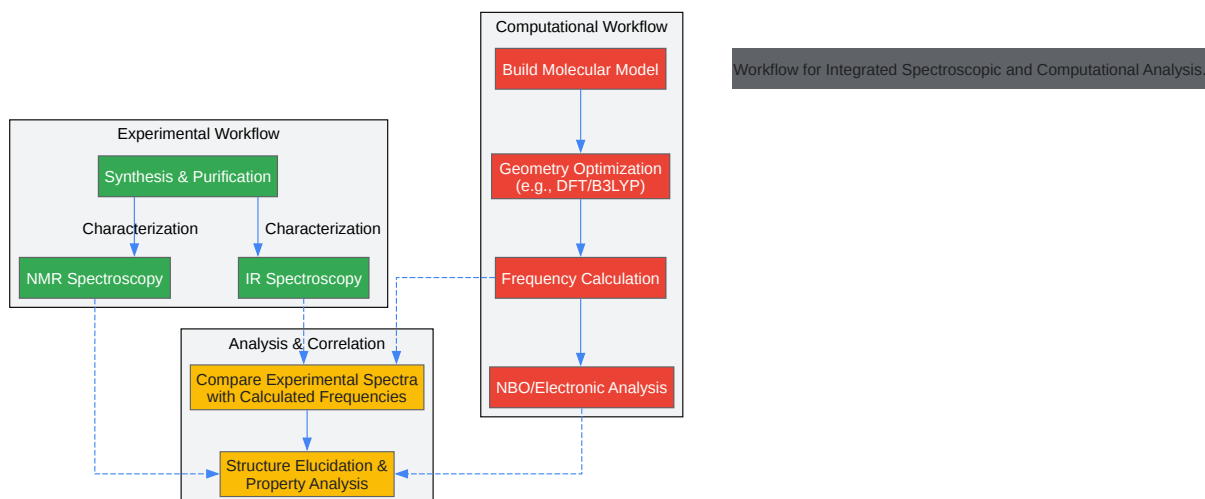 Computational Workflow
Build Molecular Model
Workflow for Integrated Spectroscopic and Computational Analysis.
Experimental Workflow
Synthesis & Purification
Geometry Optimization
(e.g., DFT/B3LYP)
Characterization
Characterization
NMR Spectroscopy
IR Spectroscopy
Frequency Calculation
Analysis & Correlation
Compare Experimental Spectra
with Calculated Frequencies
NBO/Electronic Analysis
Structure Elucidation &
Property Analysis